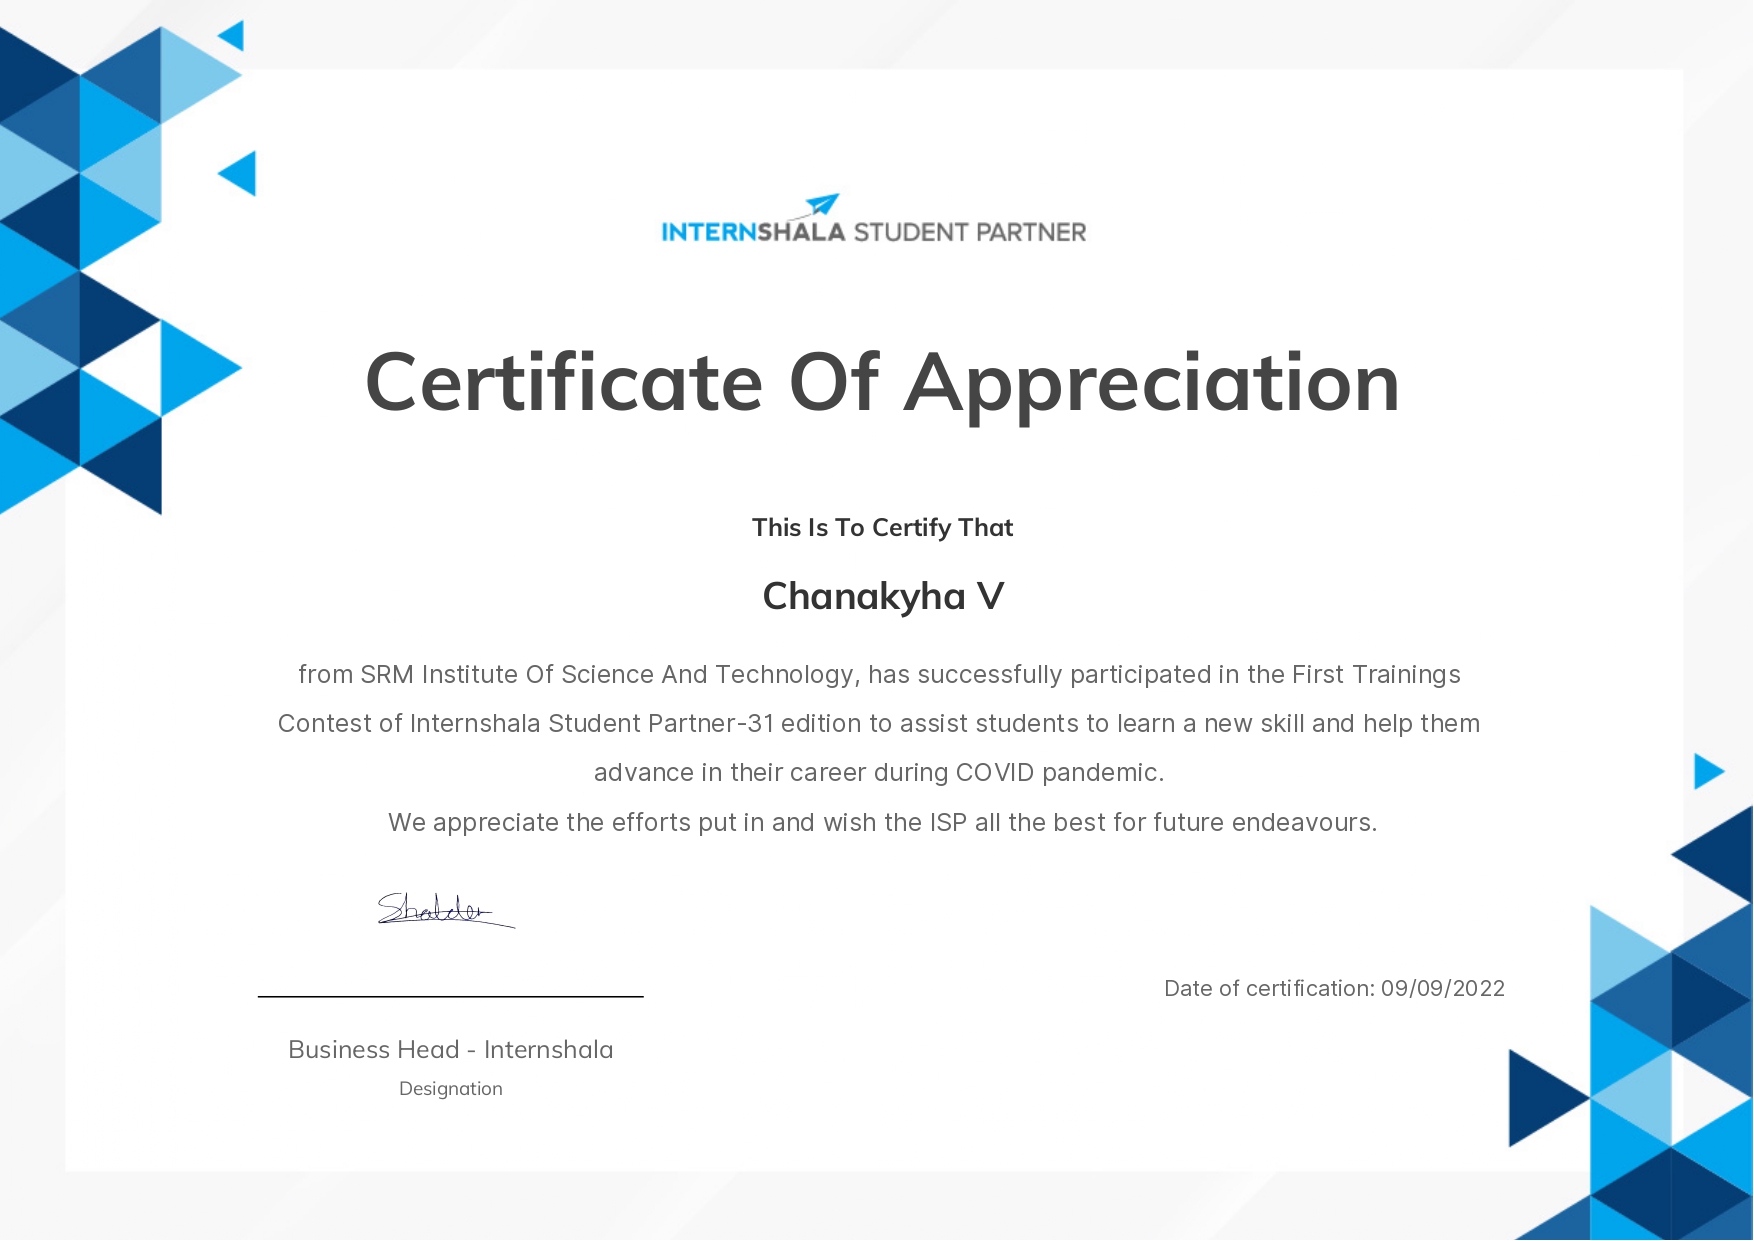 INTERNSHALA STUDENT PARTNER
Certificate Of Appreciation
This Is To Certify That
Chanakyha V
from SRM Institute Of Science And Technology, has successfully participated in the First Trainings
Contest of Internshala Student Partner-31 edition to assist students to learn a new skill and help them
advance in their career during COVID pandemic.
We appreciate the efforts put in and wish the ISP all the best for future endeavours.
Date of certification: 09/09/2022
Business Head - Internshala
Designation